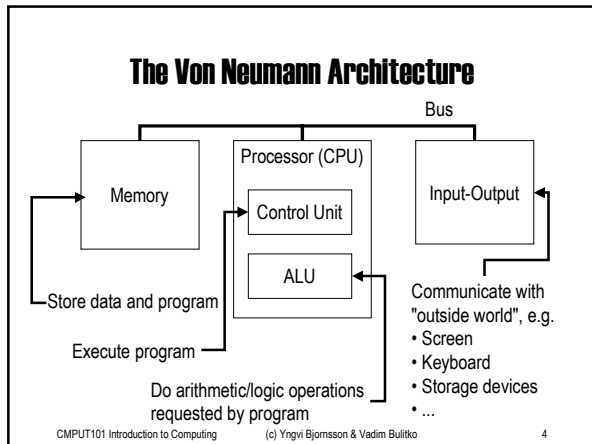 The Von Neumann Architecture
Bus
Memory
Processor (CPU)
Control Unit
ALU
Input-Output
Store data and program
Execute program
Do arithmetic/logic operations
requested by program
Communicate with
"outside world", e.g.
• Screen
• Keyboard
• Storage devices
• ...
CMPUT101 Introduction to Computing (c) Yngvi Bjornsson & Vadim Bulitko 4